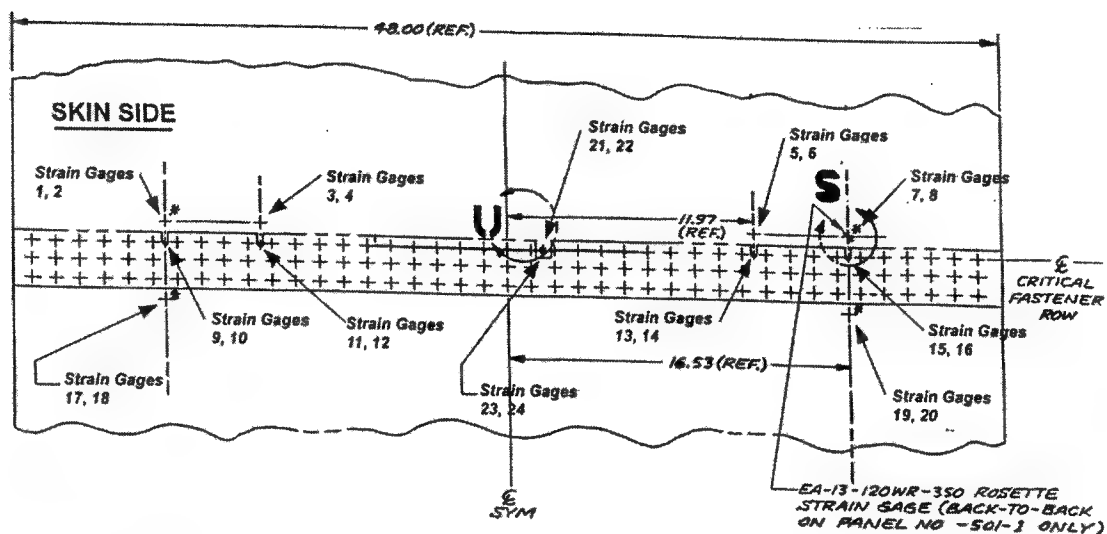 48.00 (REF.)
SKIN SIDE
Strain Gages
21, 22
Strain Gages
5, 6
Strain Gages
1, 2
Strain Gages
3, 4
S
Strain Gages
7, 8
U
11.97
(REF.)
℄
CRITICAL
FASTENER
ROW
Strain Gages
9, 10
Strain Gages
11, 12
Strain Gages
13, 14
Strain Gages
15, 16
16.53 (REF.)
Strain Gages
17, 18
Strain Gages
23, 24
Strain Gages
19, 20
℄
SYM
EA-13-120WR-350 ROSETTE
STRAIN GAGE (BACK-TO-BACK
ON PANEL NO -501-1 ONLY)